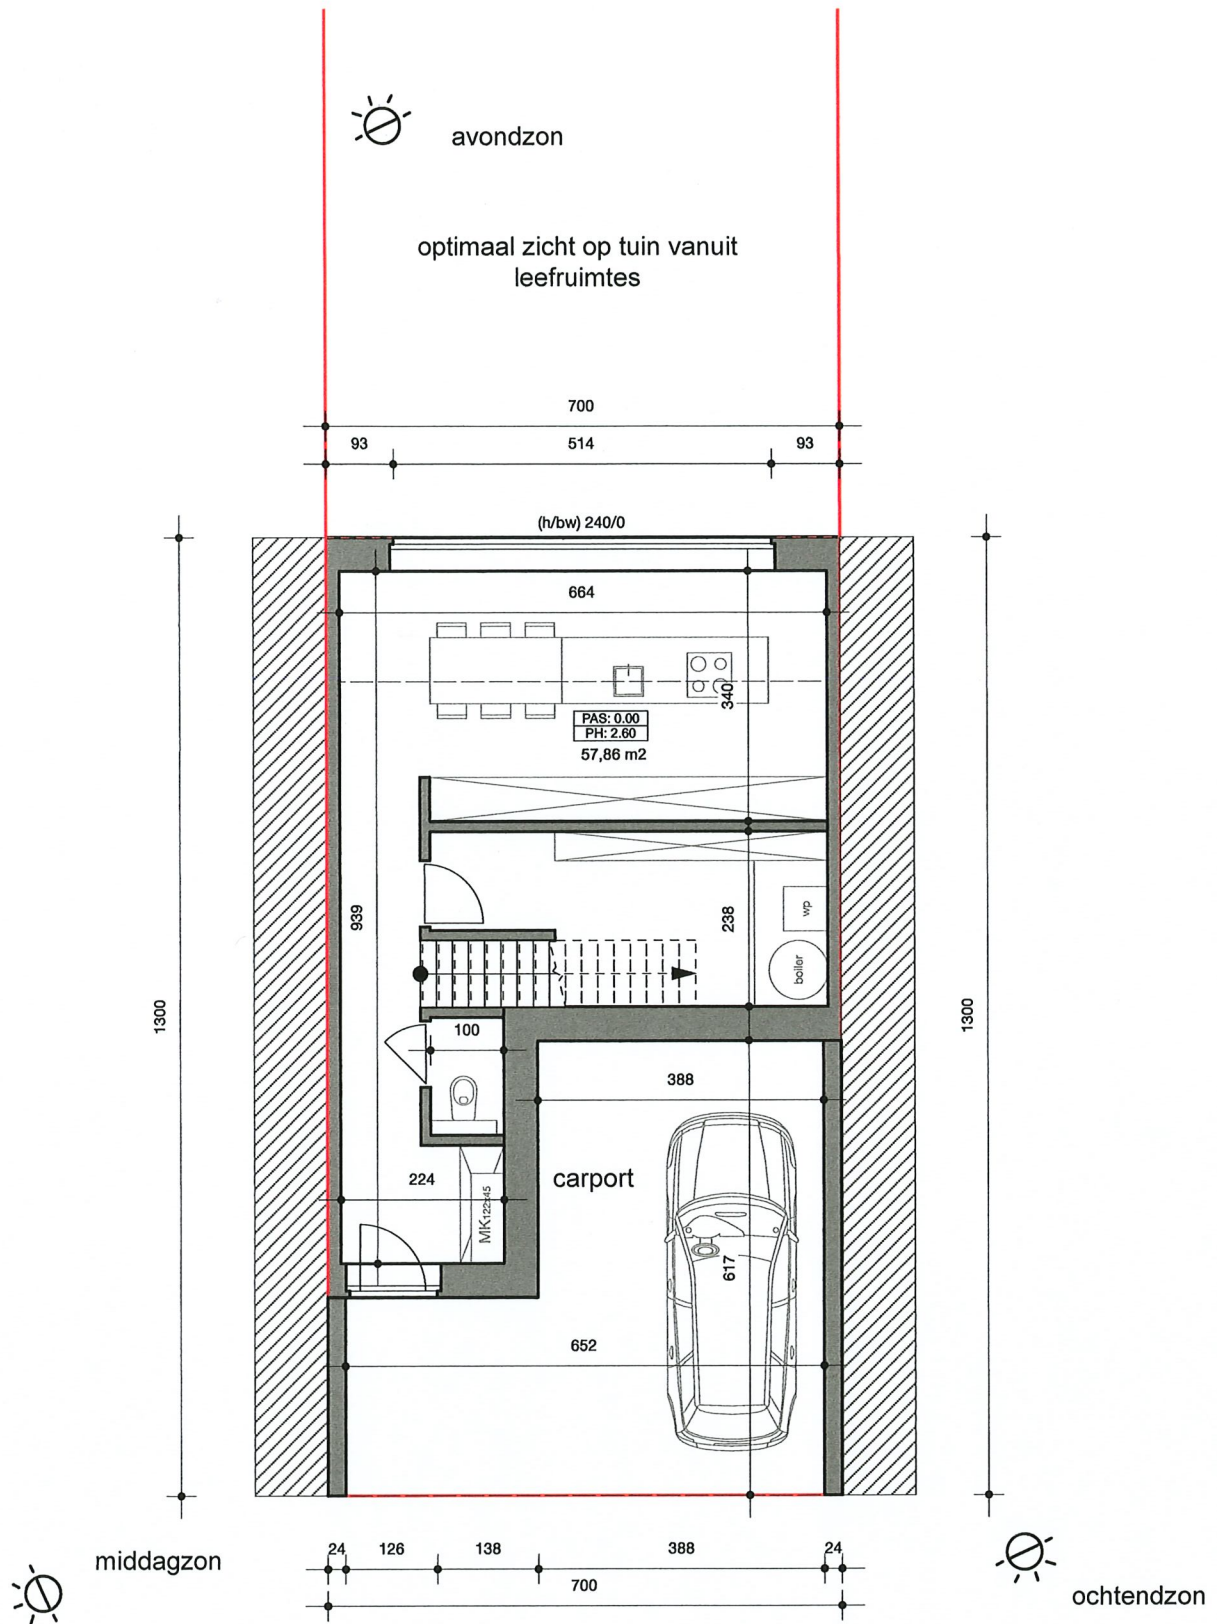 avondzon
optimaal zicht op tuin vanuit
leefruimtes
700
93 514 93
(h/bw) 240/0
664
340
PAS: 0.00
PH: 2.60
57,86 m2
939
238
wp
boiler
1300
1300
100
388
224
carport
MK122x45
617
652
24 126 138 388 24
middagzon
700
ochtendzon